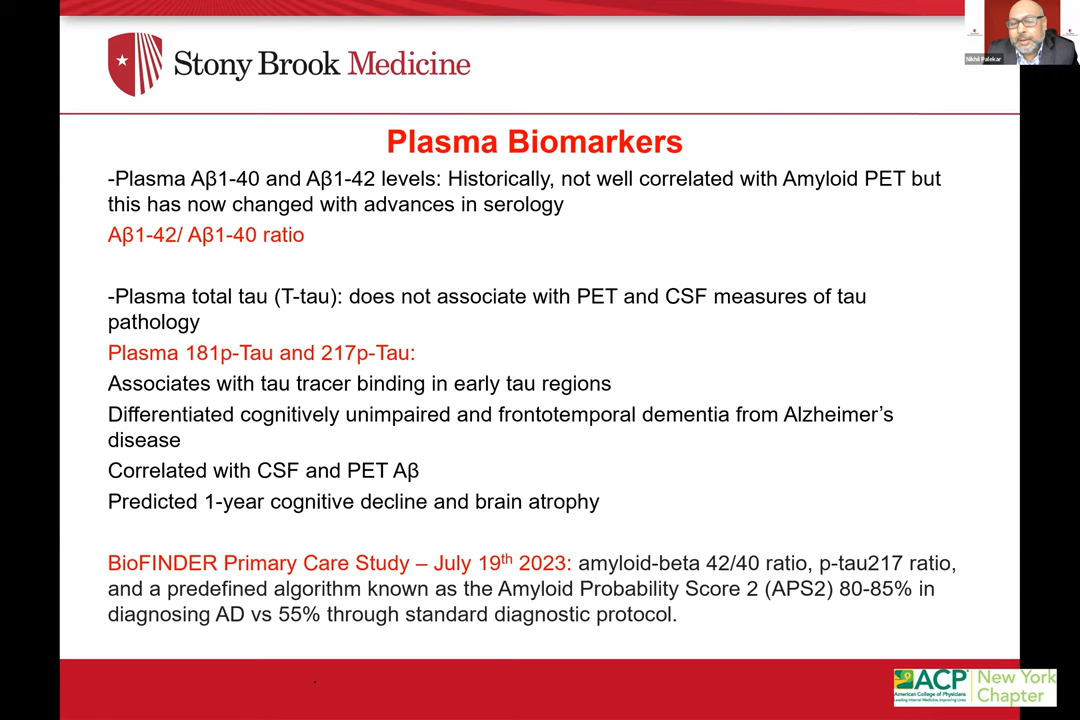 Stony Brook Medicine
Nikhil Palekar
Plasma Biomarkers
-Plasma Aβ1-40 and Aβ1-42 levels: Historically, not well correlated with Amyloid PET but
this has now changed with advances in serology
Aβ1-42/ Aβ1-40 ratio
-Plasma total tau (T-tau): does not associate with PET and CSF measures of tau
pathology
Plasma 181p-Tau and 217p-Tau:
Associates with tau tracer binding in early tau regions
Differentiated cognitively unimpaired and frontotemporal dementia from Alzheimer's
disease
Correlated with CSF and PET Aβ
Predicted 1-year cognitive decline and brain atrophy
BioFINDER Primary Care Study – July 19th 2023: amyloid-beta 42/40 ratio, p-tau217 ratio,
and a predefined algorithm known as the Amyloid Probability Score 2 (APS2) 80-85% in
diagnosing AD vs 55% through standard diagnostic protocol.
ACP
American College of Physicians
Leading Internal Medicine, Improving Lives
New York
Chapter